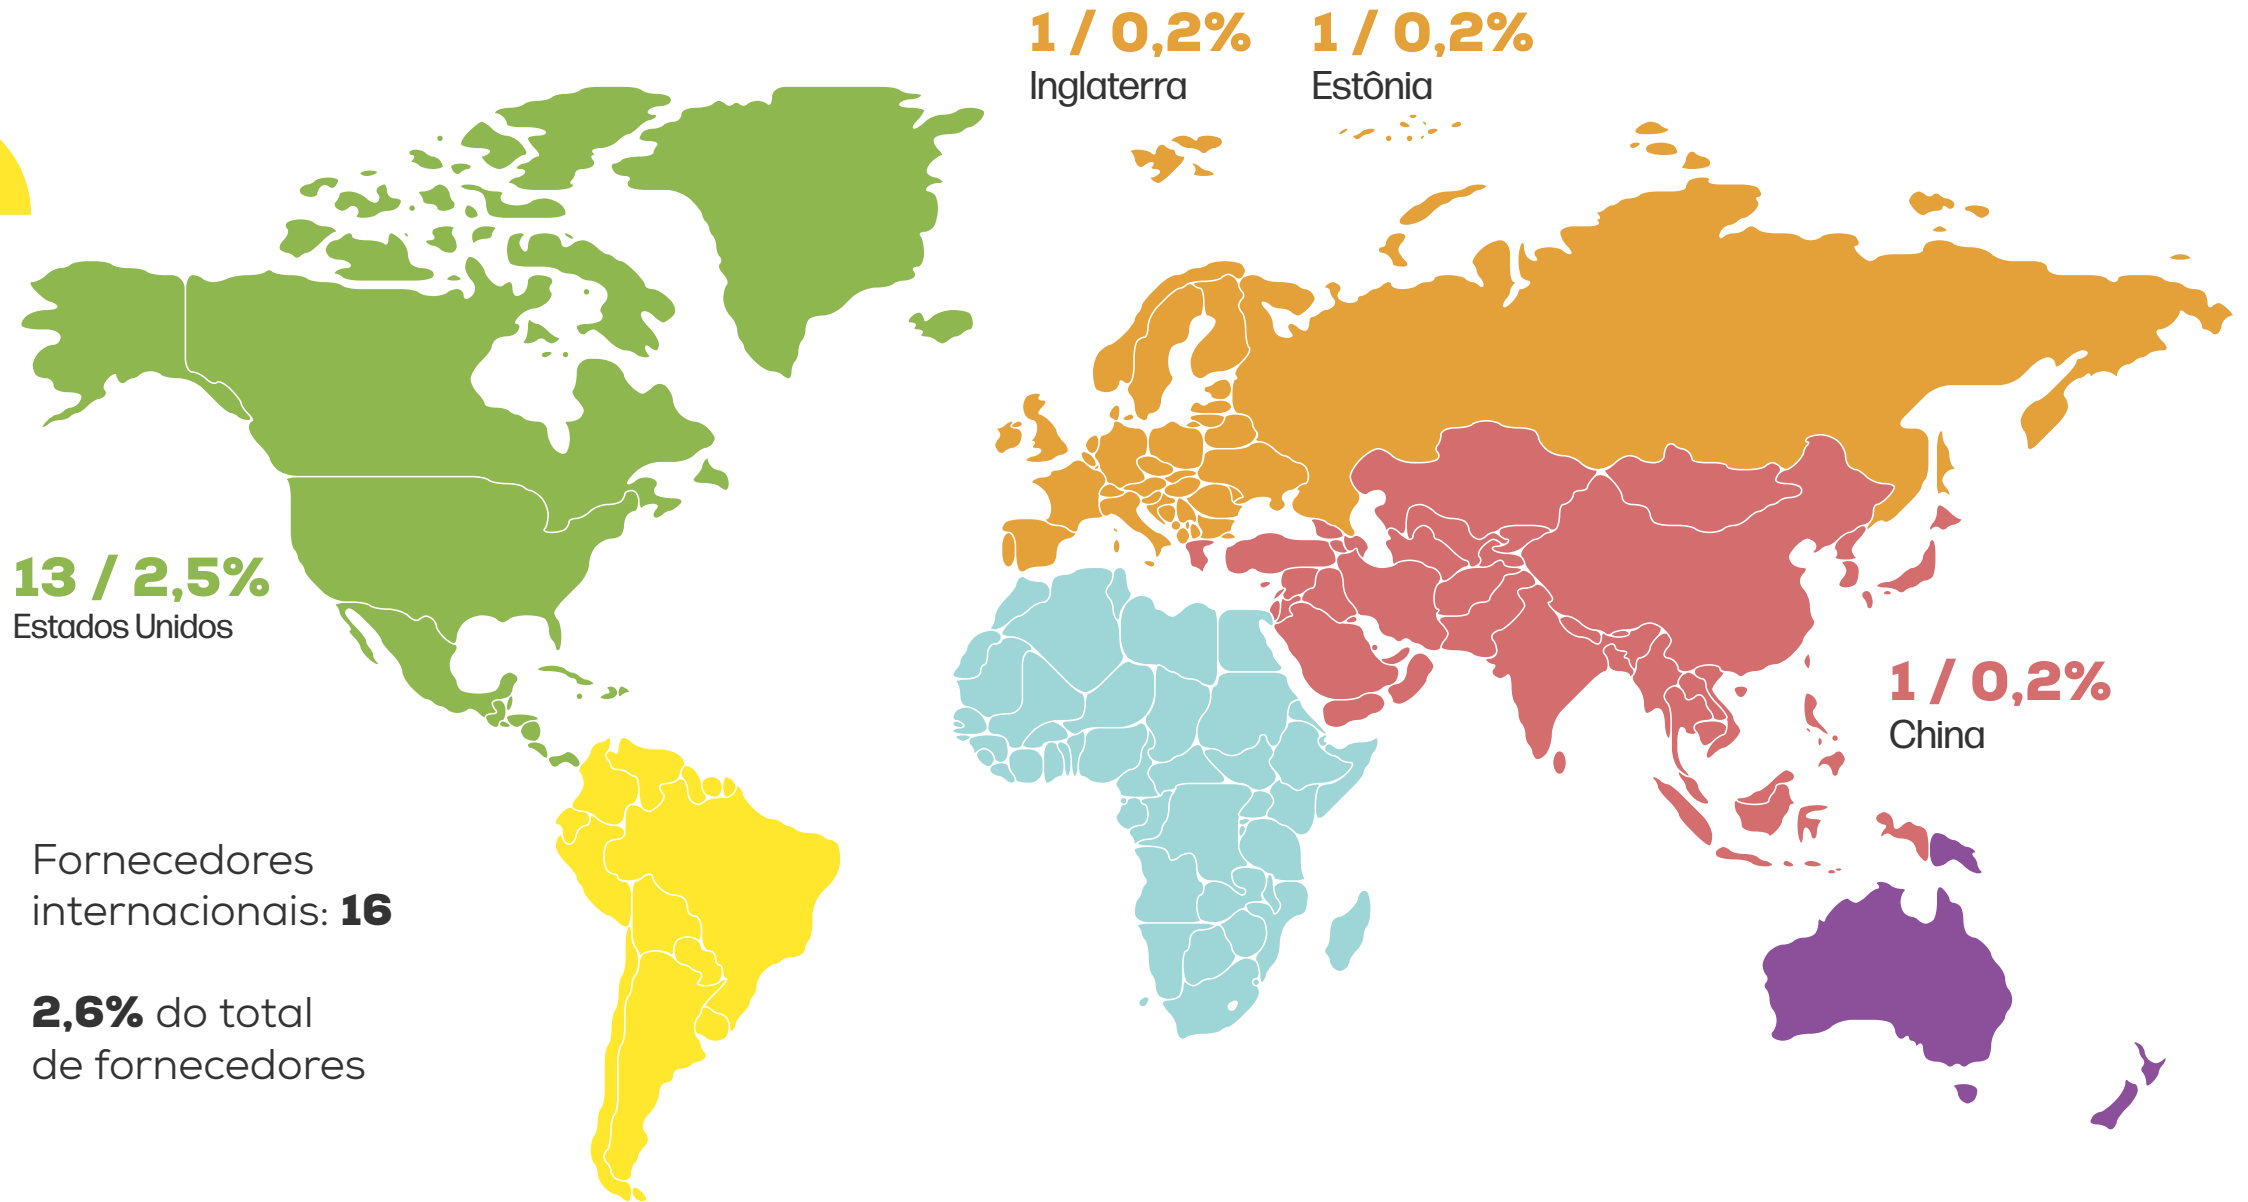 1 / 0,2%
Inglaterra
1 / 0,2%
Estônia
13 / 2,5%
Estados Unidos
1 / 0,2%
China
Fornecedores
internacionais: 16
2,6% do total
de fornecedores